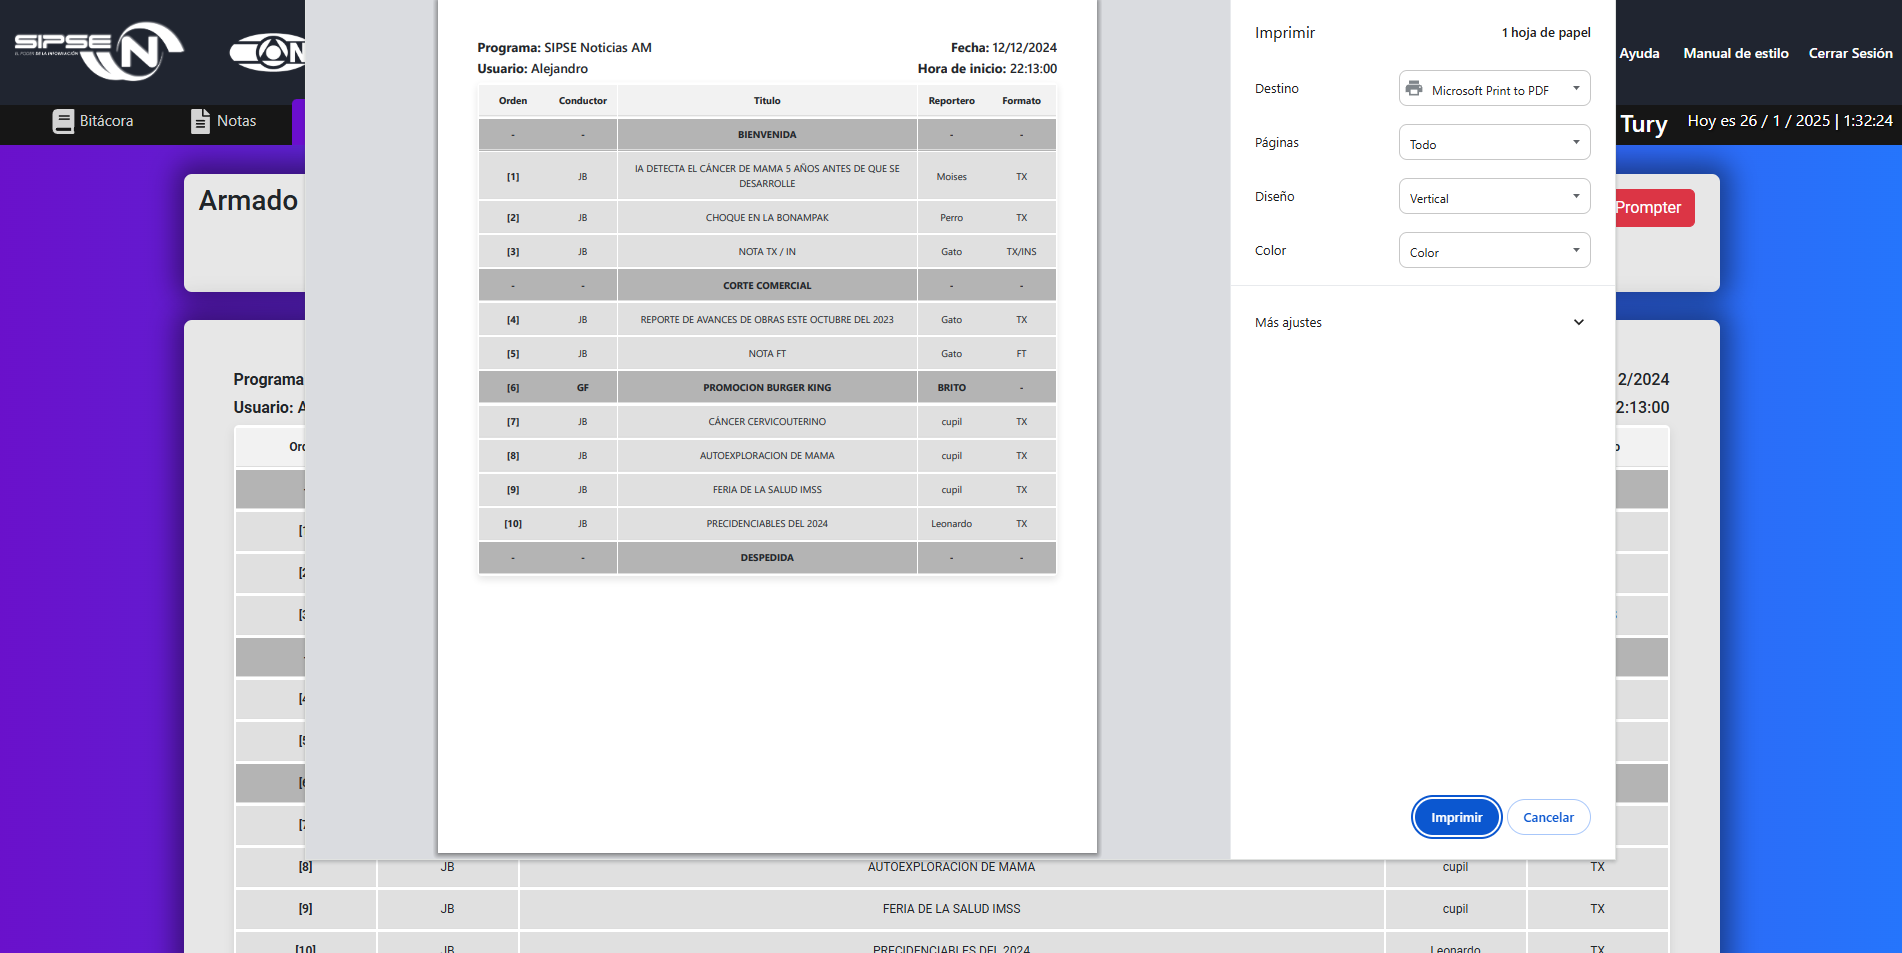 SIPSE
N
Bitácora
Notas
Ayuda
Manual de estilo
Cerrar Sesión
Tury
Hoy es 26 / 1 / 2025 | 1:32:24
Armado
Prompter
Programa
Usuario: A
2/2024
2:13:00
Programa: SIPSE Noticias AM
Fecha: 12/12/2024
Usuario: Alejandro
Hora de inicio: 22:13:00
Orden Conductor Titulo Reportero Formato
- - BIENVENIDA - -
[1] JB IA DETECTA EL CÁNCER DE MAMA 5 AÑOS ANTES DE QUE SE
DESARROLLE Moises TX
[2] JB CHOQUE EN LA BONAMPAK Perro TX
[3] JB NOTA TX / IN Gato TX/INS
- - CORTE COMERCIAL - -
[4] JB REPORTE DE AVANCES DE OBRAS ESTE OCTUBRE DEL 2023 Gato TX
[5] JB NOTA FT Gato FT
[6] GF PROMOCION BURGER KING BRITO -
[7] JB CÁNCER CERVICOUTERINO cupil TX
[8] JB AUTOEXPLORACION DE MAMA cupil TX
[9] JB FERIA DE LA SALUD IMSS cupil TX
[10] JB PRECIDENCIABLES DEL 2024 Leonardo TX
- - DESPEDIDA - -
Imprimir
1 hoja de papel
Destino
Microsoft Print to PDF
Páginas
Todo
Diseño
Vertical
Color
Color
Más ajustes
Imprimir
Cancelar
[8] JB AUTOEXPLORACION DE MAMA cupil TX
[9] JB FERIA DE LA SALUD IMSS cupil TX
[10] JB PRECIDENCIABLES DEL 2024 Leonardo TX